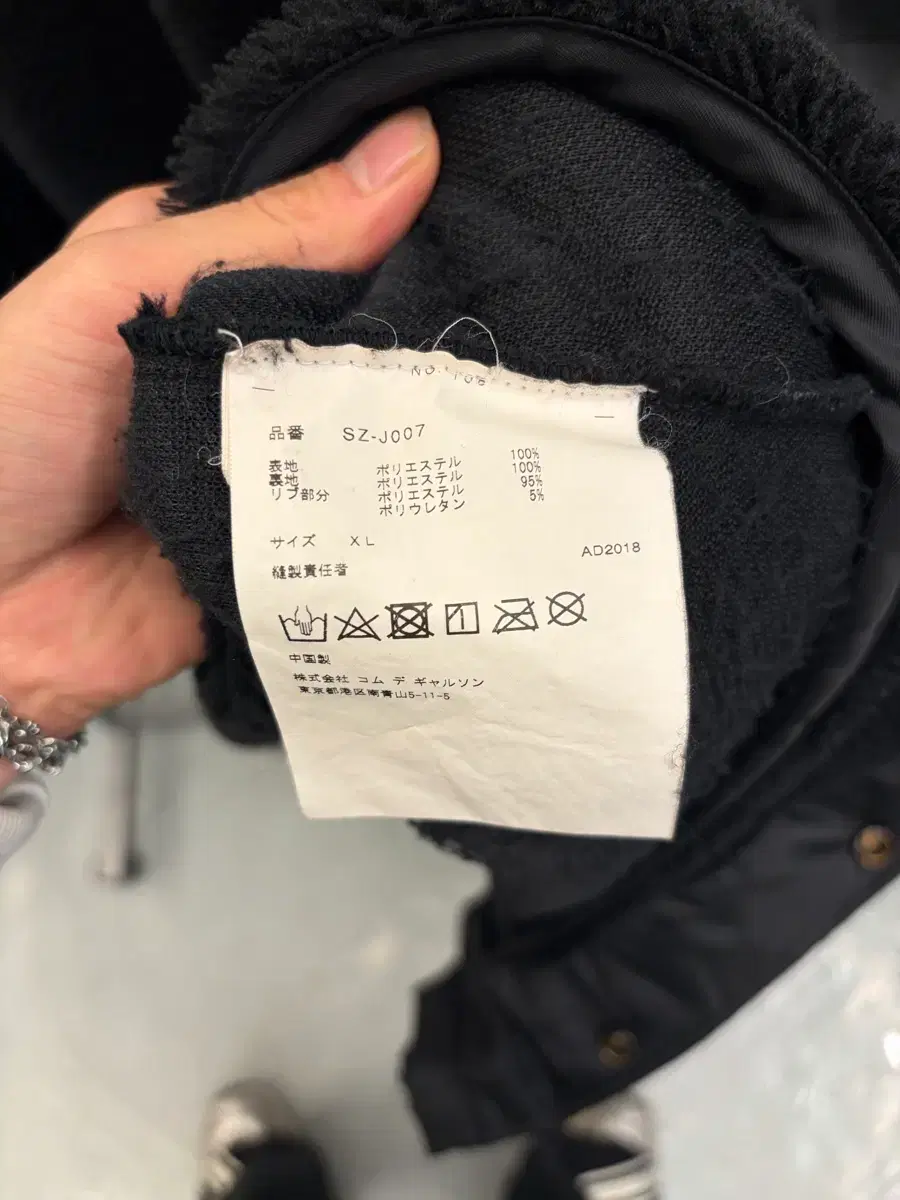 NO. 106
品番 SZ-J007
表地 ポリエステル 100%
裏地 ポリエステル 100%
リブ部分 ポリエステル 95%
ポリウレタン 5%
サイズ XL
AD2018
縫製責任者
中国製
株式会社 コム デ ギャルソン
東京都港区南青山5-11-5